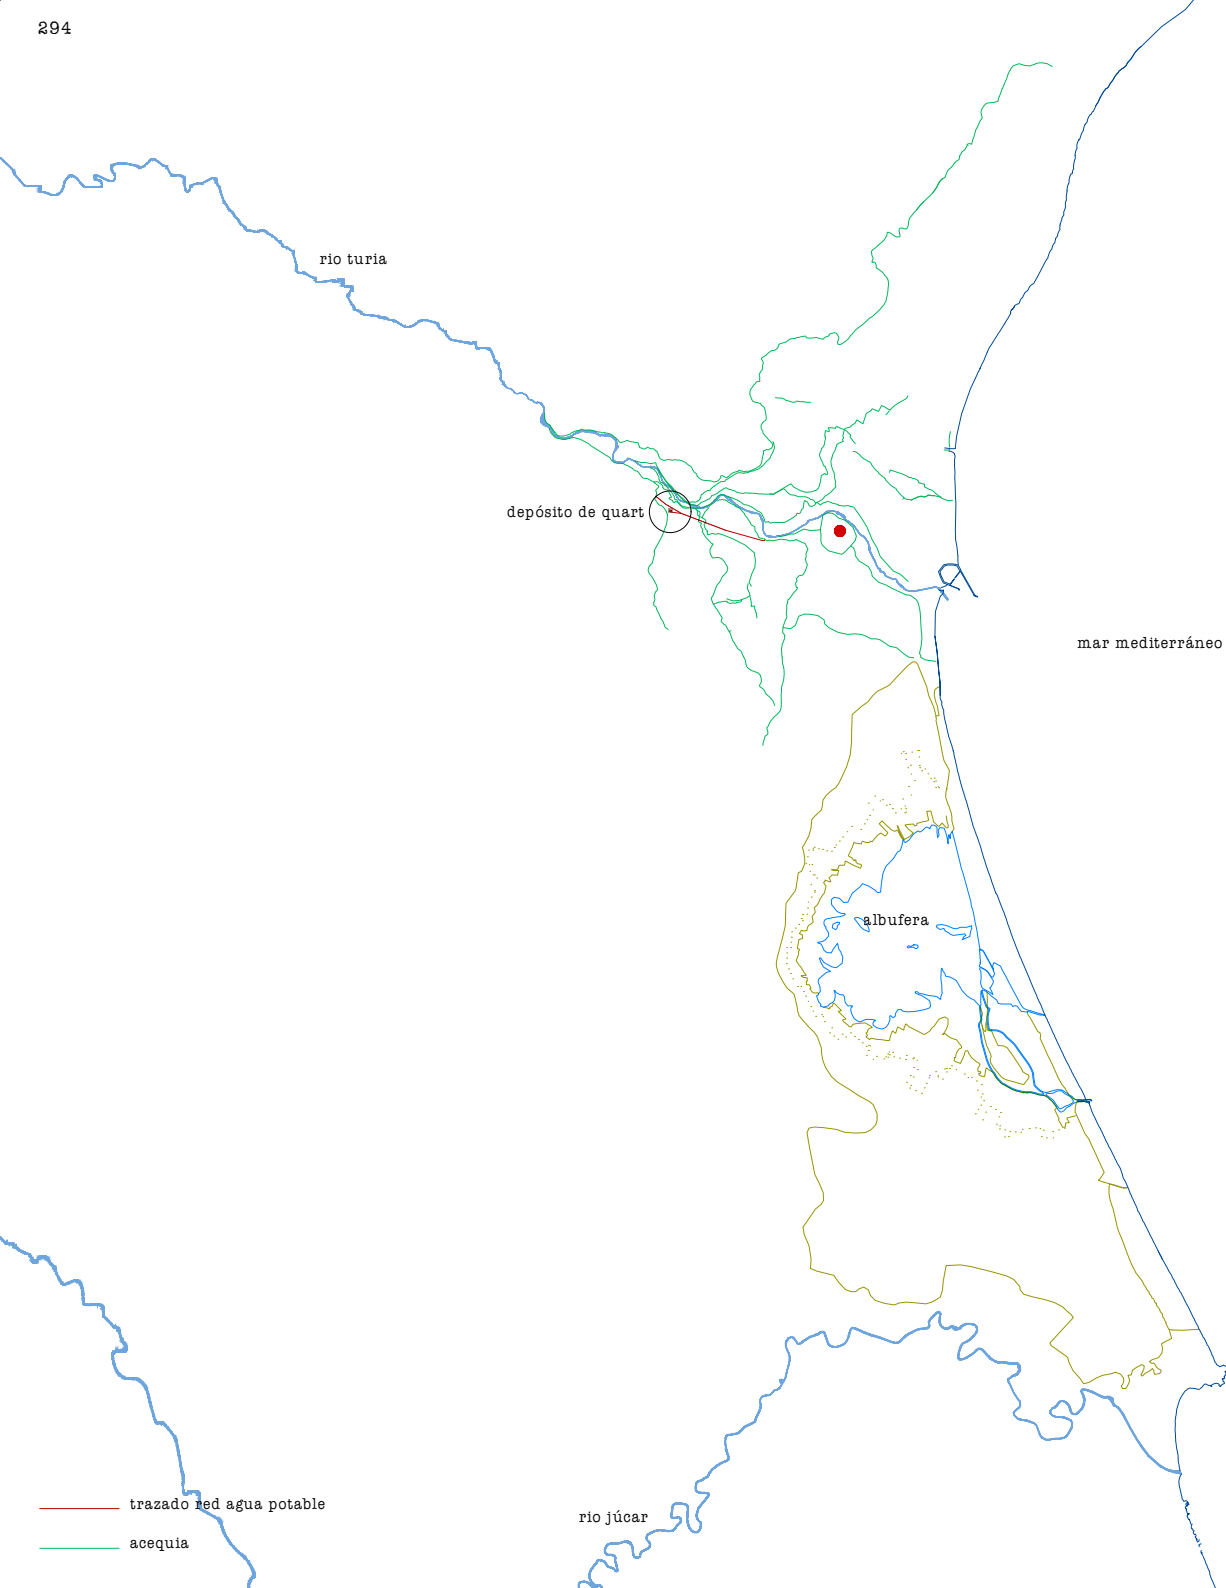 294
rio turia
depósito de quart
mar mediterráneo
albufera
trazado red agua potable
rio júcar
acequia